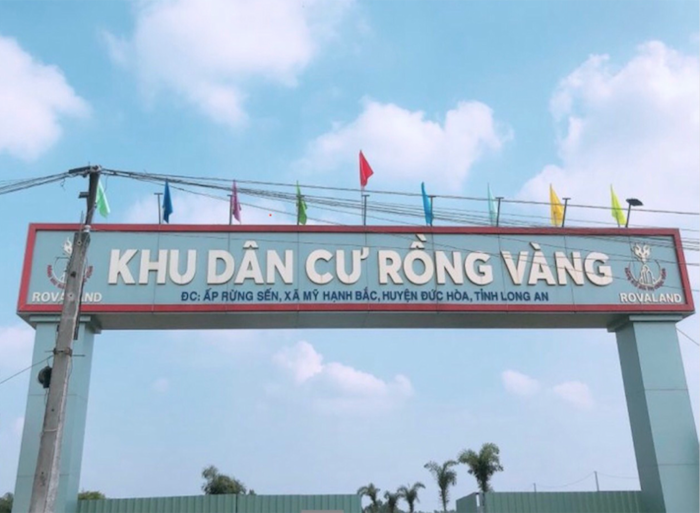 KHU DÂN CƯ RỒNG VÀNG
ROVALAND
ĐC: ẤP RỪNG SẾN, XÃ MỸ HẠNH BẮC, HUYỆN ĐỨC HÒA, TỈNH LONG AN
ROVALAND